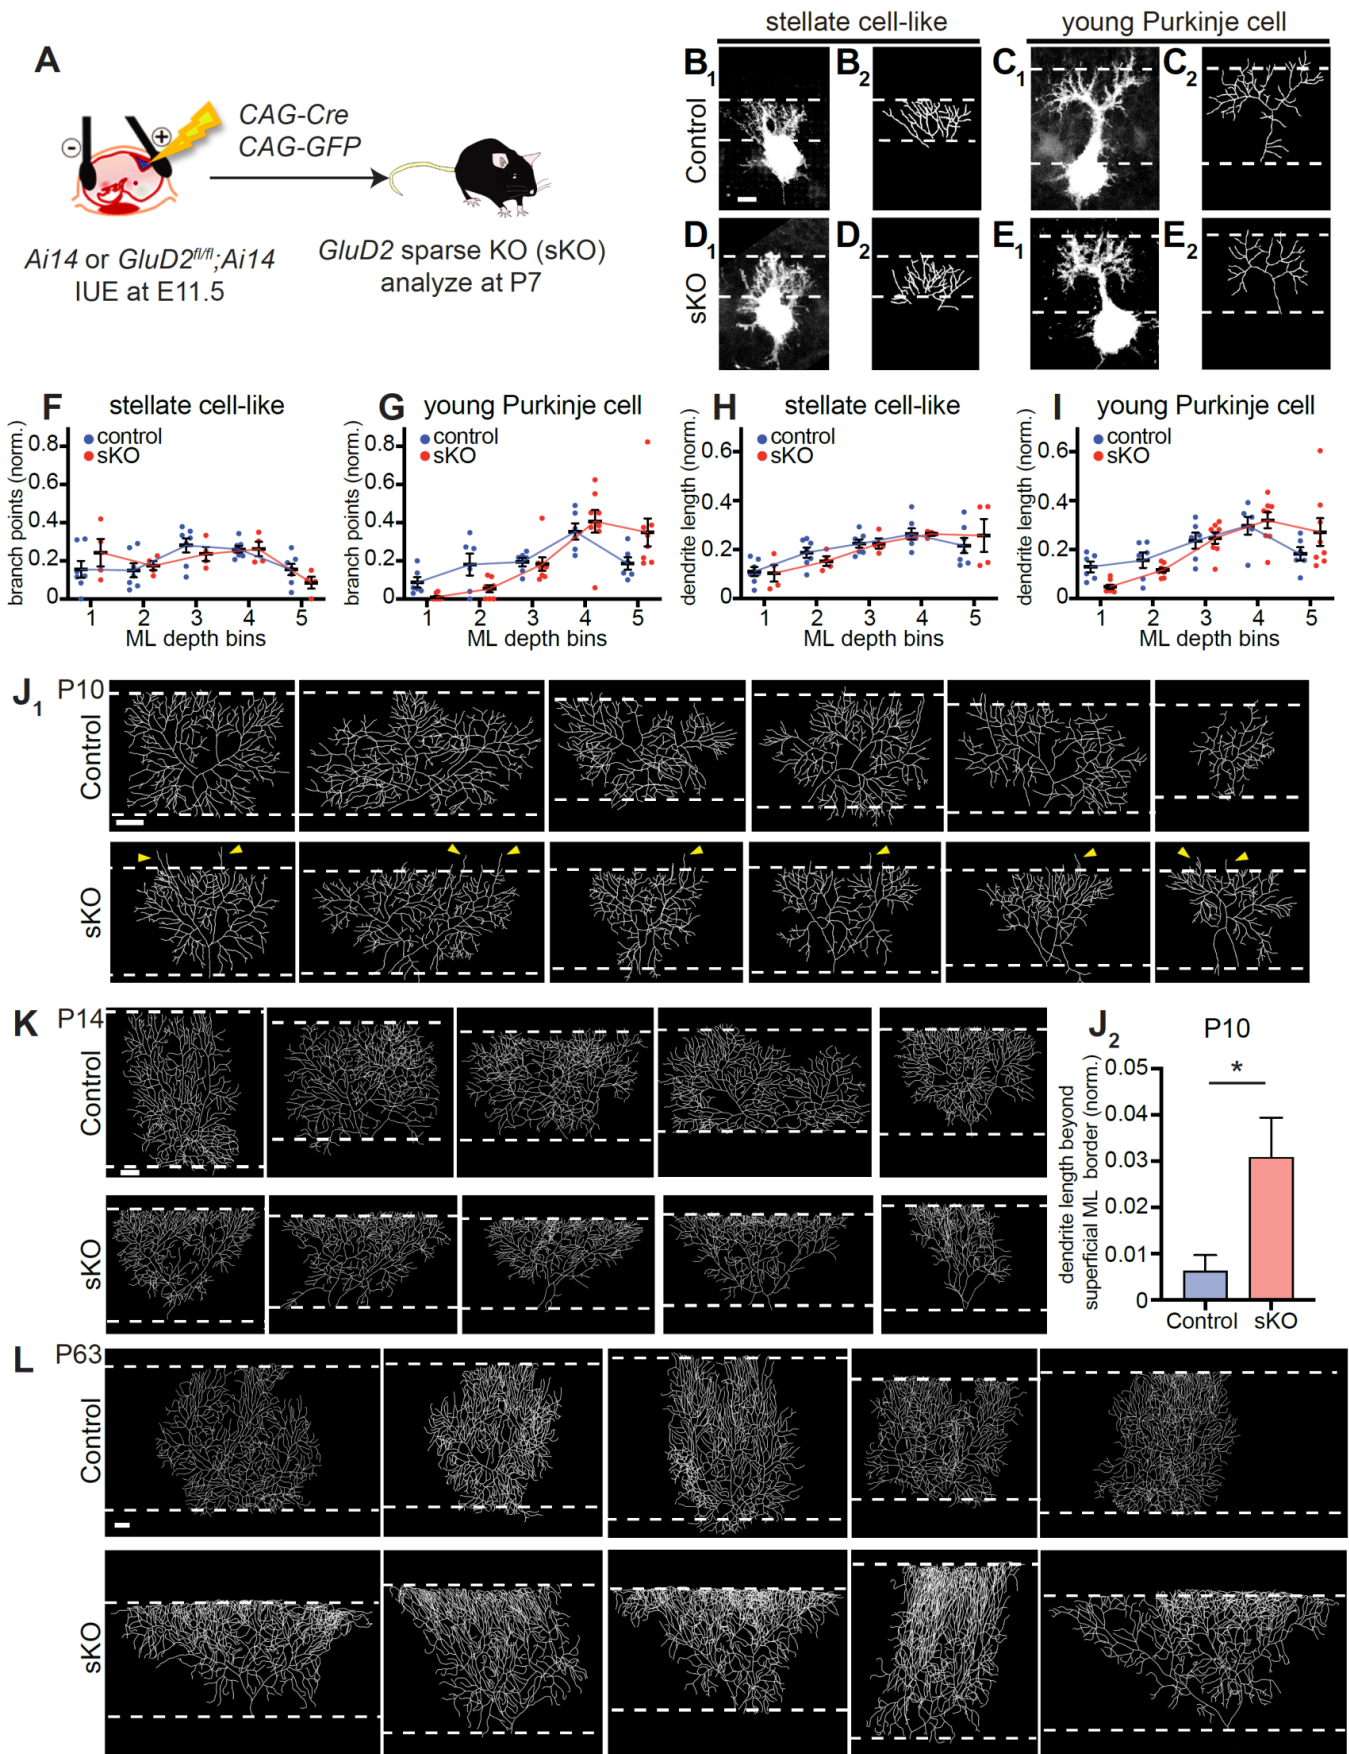 stellate cell-like
young Purkinje cell
A
CAG-Cre
CAG-GFP
-
+
Ai14 or GluD2fl/fl;Ai14
IUE at E11.5
GluD2 sparse KO (sKO)
analyze at P7
B1
B2
C1
C2
Control
D1
D2
E1
E2
sKO
F
stellate cell-like
branch points (norm.)
control
sKO
0.8
0.6
0.4
0.2
0
1 2 3 4 5
ML depth bins
G
young Purkinje cell
branch points (norm.)
control
sKO
0.8
0.6
0.4
0.2
0
1 2 3 4 5
ML depth bins
H
stellate cell-like
dendrite length (norm.)
control
sKO
0.6
0.4
0.2
0
1 2 3 4 5
ML depth bins
I
young Purkinje cell
dendrite length (norm.)
control
sKO
0.6
0.4
0.2
0
1 2 3 4 5
ML depth bins
J1
P10
Control
sKO
K
P14
Control
sKO
J2
P10
*
dendrite length beyond
superficial ML border (norm.)
0.05
0.04
0.03
0.02
0.01
0
Control sKO
L
P63
Control
sKO